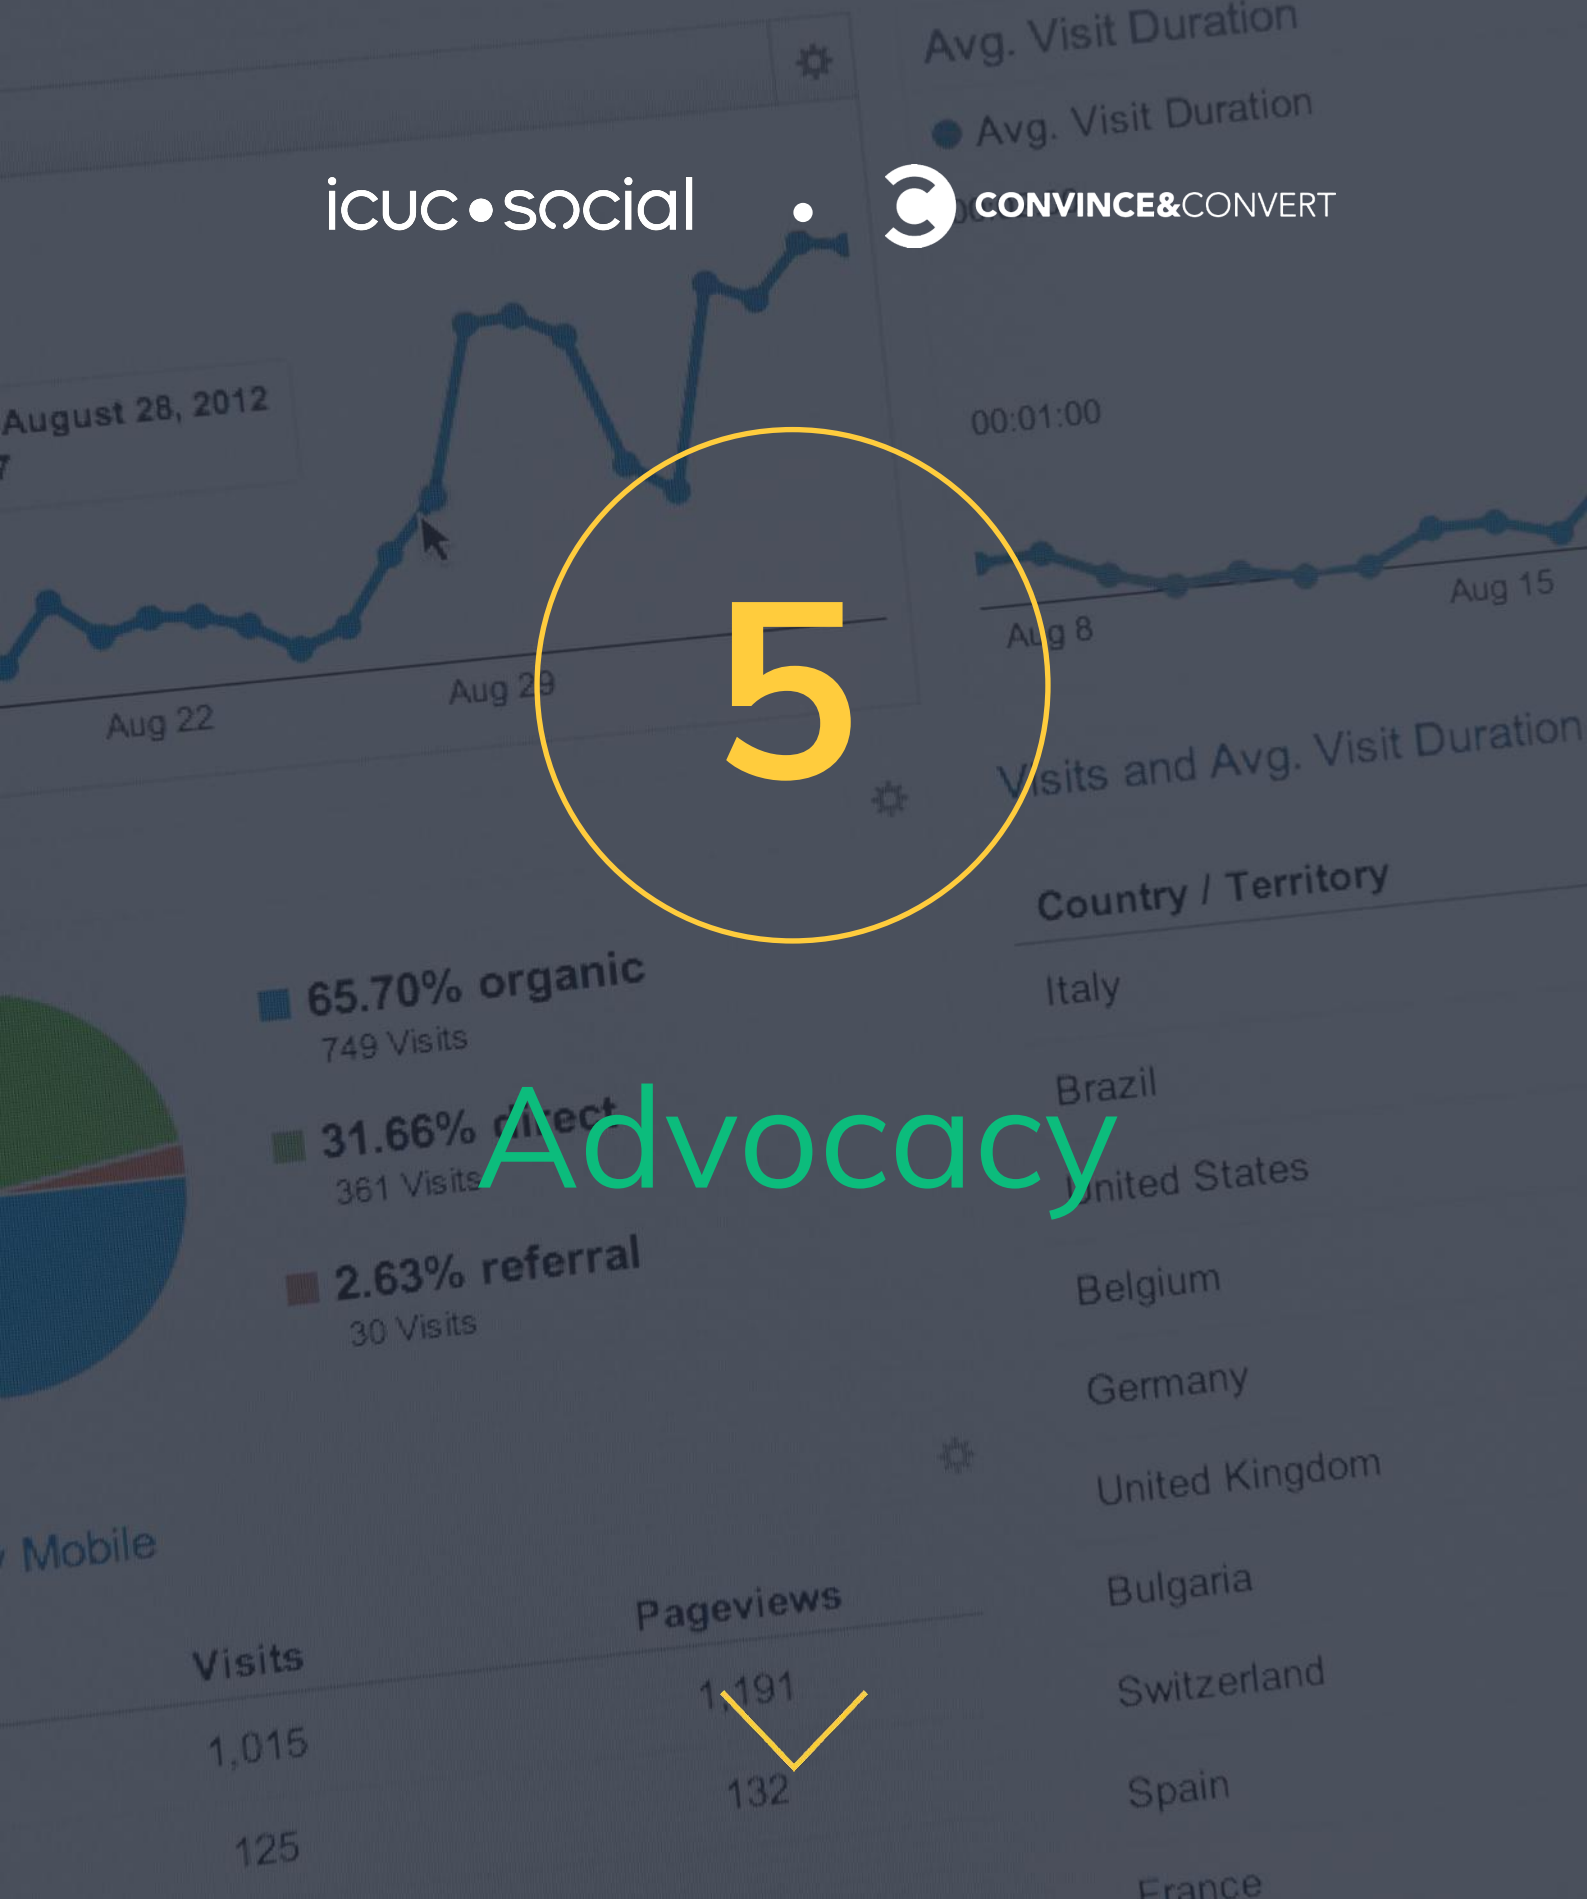 icuc•social • CONVINCE&CONVERT
5
Advocacy
Avg. Visit Duration
Avg. Visit Duration
August 28, 2012
00:01:00
Aug 22
Aug 29
Aug 8
Aug 15
Visits and Avg. Visit Duration
65.70% organic
749 Visits
31.66% direct
361 Visits
2.63% referral
30 Visits
Country / Territory
Italy
Brazil
United States
Belgium
Germany
United Kingdom
Bulgaria
Switzerland
Spain
France
Mobile
Visits
Pageviews
1,015
1,191
125
132